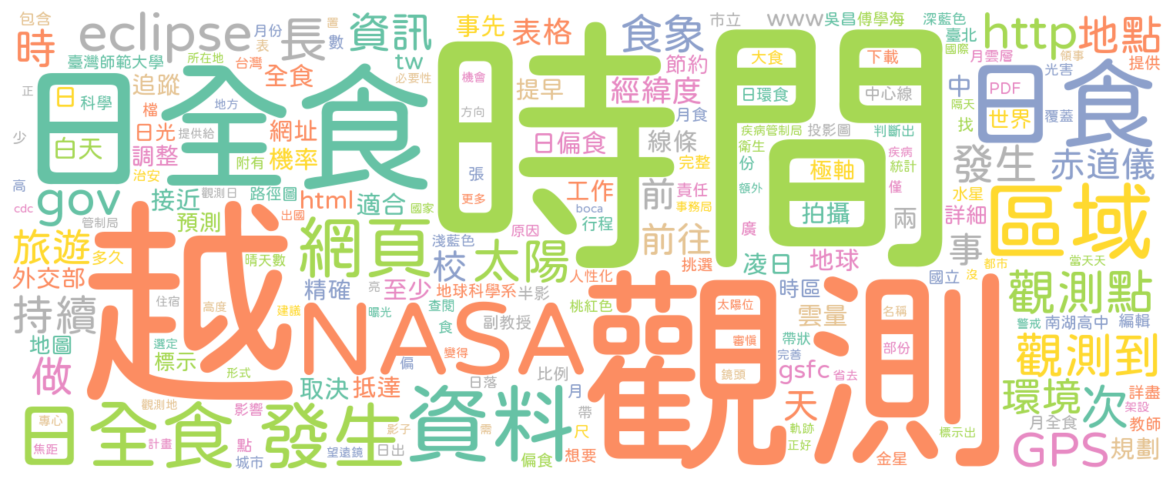 包含
eclipse
月份
表
長
置
數
資訊
事先
表格
食象
市立
www
吳昌
傅學海
深藍色
臺北
國際
http
地點
時
臺灣師範大學
所在地
台灣
tw
必要性
節約
大食
下載
月雲層
領事
提供
正
日
科學
追蹤
全食
機會
提早
經緯度
日環食
中心線
中
光害
日全食
時間
日食
檔
地方
方向
月食
隔天
PDF
世界
覆蓋
少
白天
日光
提供給
網址
日偏食
線條
疾病管制局
投影圖
判斷出
找
調整
附有
機率
完整
衛生
疾病
統計
發生
赤道儀
高
治安
張
份
極軸
僅
水星
cdc
gov
接近
觀測日
路徑圖
html
適合
國家
更多
工作
前
責任
額外
拍攝
兩
詳細
管制局
預測
出國
boca
行程
事務局
廣
事
區域
旅遊
多久
網頁
淺藍色
原因
太陽
前往
國立
沒
都市
當天天
外交部
晴天數
校
挑選
凌日
地球
時區
觀測點
越
精確
亮
至少
地球科學系
半影
人性化
持續
住宿
高度
建議
曝光
查閱
桃紅色
太陽位
雲量
名稱
警戒
南湖高中
編輯
NASA
食
副教授
觀測
帶狀
地圖
選定
變得
審慎
完善
部份
觀測到
做
標示
形式
偏
比例
鏡頭
gsfc
省去
取決
抵達
日落
月
天
軌跡
環境
次
詳盡
架設
專心
觀測地
影響
資料
帶
尺
正好
月全食
教師
日全食
發生
影子
需
標示出
焦距
計畫
點
城市
望遠鏡
日出
偏食
想要
金星
GPS
規劃